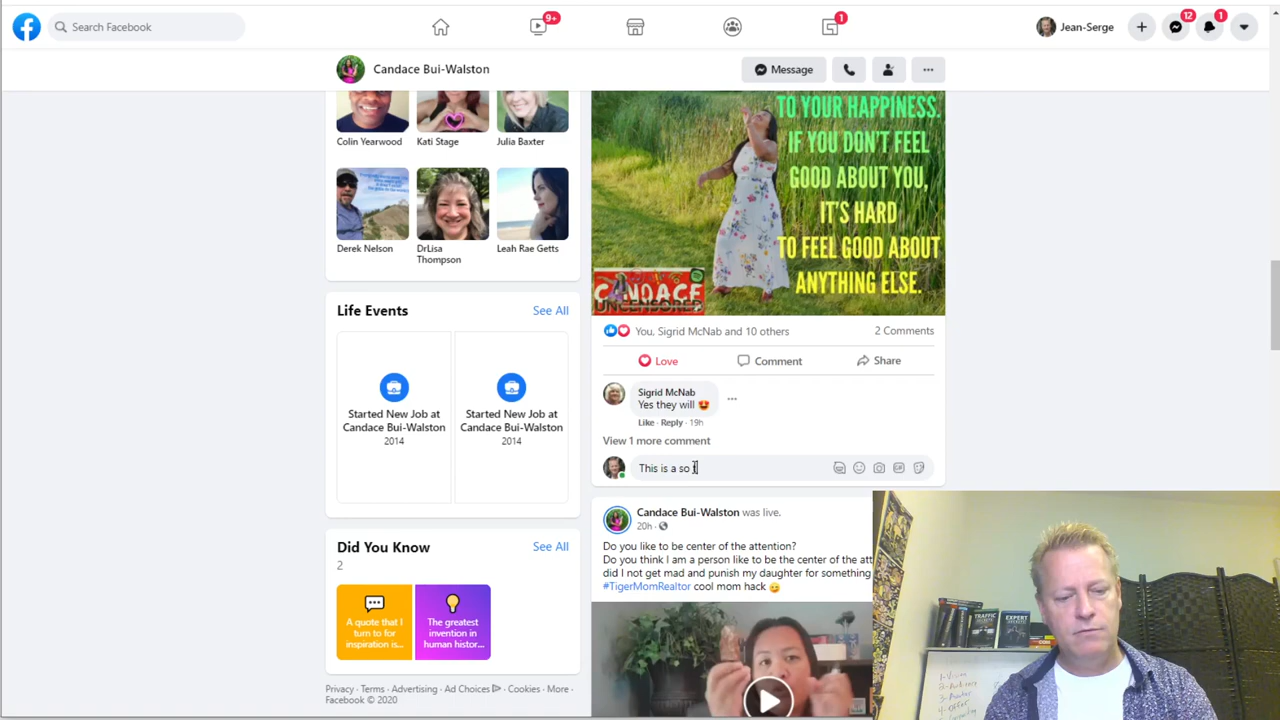 Search Facebook
9+
1
Jean-Serge
12
1
Candace Bui-Walston
Message
Colin Yearwood
Kati Stage
Julia Baxter
Derek Nelson
DrLisa
Thompson
Leah Rae Getts
Life Events
See All
Started New Job at
Candace Bui-Walston
2014
Started New Job at
Candace Bui-Walston
2014
Did You Know
See All
2
A quote that I
turn to for
inspiration is...
The greatest
invention in
human histor...
Privacy · Terms · Advertising · Ad Choices · Cookies · More ·
Facebook © 2020
TO YOUR HAPPINESS.
IF YOU DON'T FEEL
GOOD ABOUT YOU,
IT'S HARD
TO FEEL GOOD ABOUT
ANYTHING ELSE.
CANDACE
UNCENSORED
You, Sigrid McNab and 10 others
2 Comments
Love
Comment
Share
Sigrid McNab
Yes they will
Like · Reply · 19h
View 1 more comment
This is a so
GIF
Candace Bui-Walston was live.
20h ·
Do you like to be center of the attention?
Do you think I am a person like to be the center of the att
did I not get mad and punish my daughter for something
#TigerMomRealtor cool mom hack
TRAFFIC
SECRETS
EXPERT
SECRETS